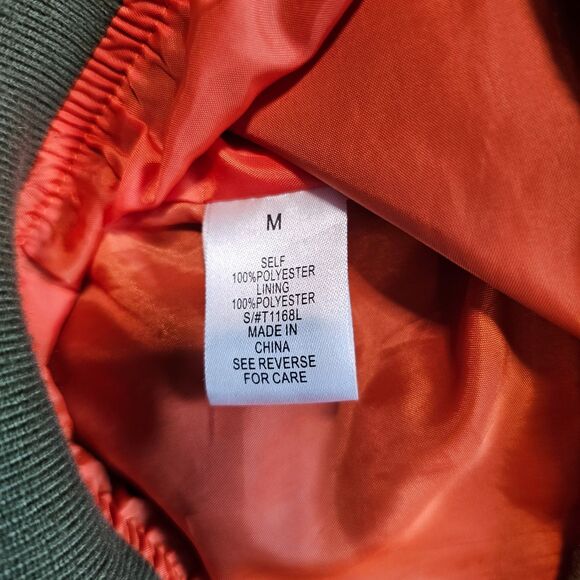 M
SELF
100%POLYESTER
LINING
100%POLYESTER
S/#T1168L
MADE IN
CHINA
SEE REVERSE
FOR CARE